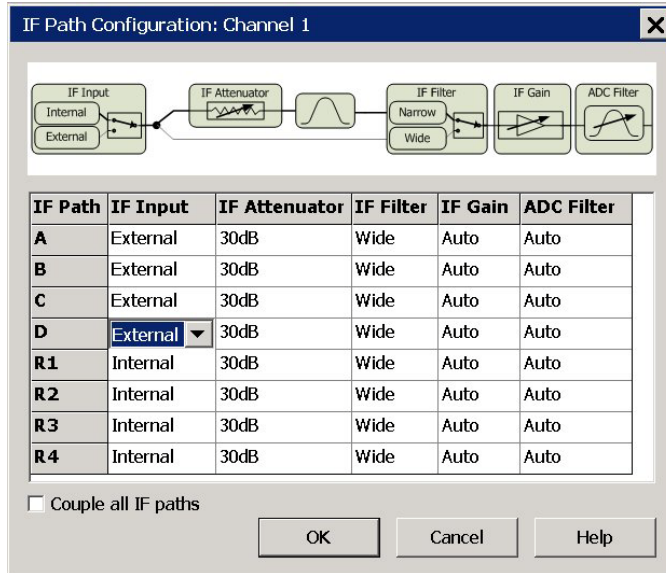 IF Path Configuration: Channel 1
IF Input
Internal
External
IF Attenuator
IF Filter
Narrow
Wide
IF Gain
ADC Filter
IF Path IF Input IF Attenuator IF Filter IF Gain ADC Filter
A External 30dB Wide Auto Auto
B External 30dB Wide Auto Auto
C External 30dB Wide Auto Auto
D External 30dB Wide Auto Auto
R1 Internal 30dB Wide Auto Auto
R2 Internal 30dB Wide Auto Auto
R3 Internal 30dB Wide Auto Auto
R4 Internal 30dB Wide Auto Auto
Couple all IF paths
OK Cancel Help